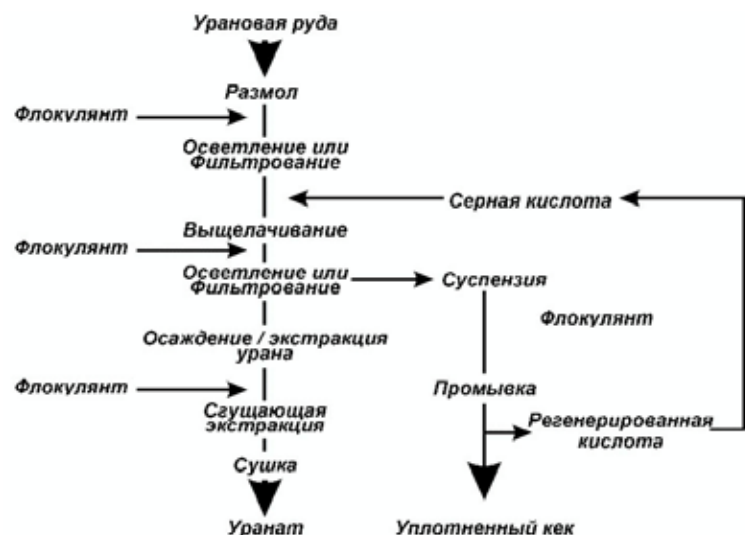 Урановая руда
Размол
Флокулянт
Осветление или
Фильтрование
Серная кислота
Выщелачивание
Флокулянт
Осветление или
Фильтрование
Суспензия
Флокулянт
Осаждение / экстракция
урана
Флокулянт
Промывка
Сгущающая
экстракция
Регенерированная
кислота
Сушка
Уранат
Уплотненный кек